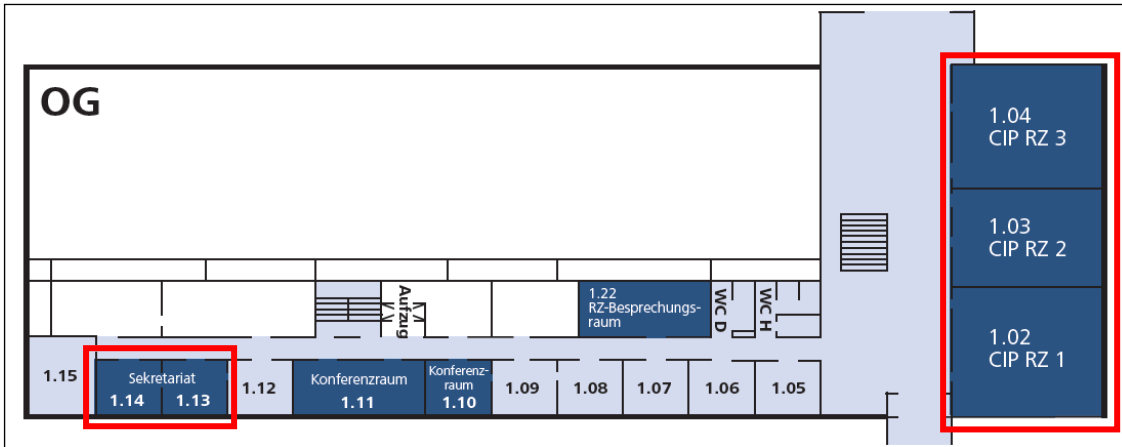 OG
1.04
CIP RZ 3
1.03
CIP RZ 2
1.02
CIP RZ 1
Aufzug
1.22
RZ-Besprechungs-
raum
WC D
WC H
1.15
Sekretariat
1.14
1.13
1.12
Konferenzraum
1.11
Konferenz-
raum
1.10
1.09
1.08
1.07
1.06
1.05